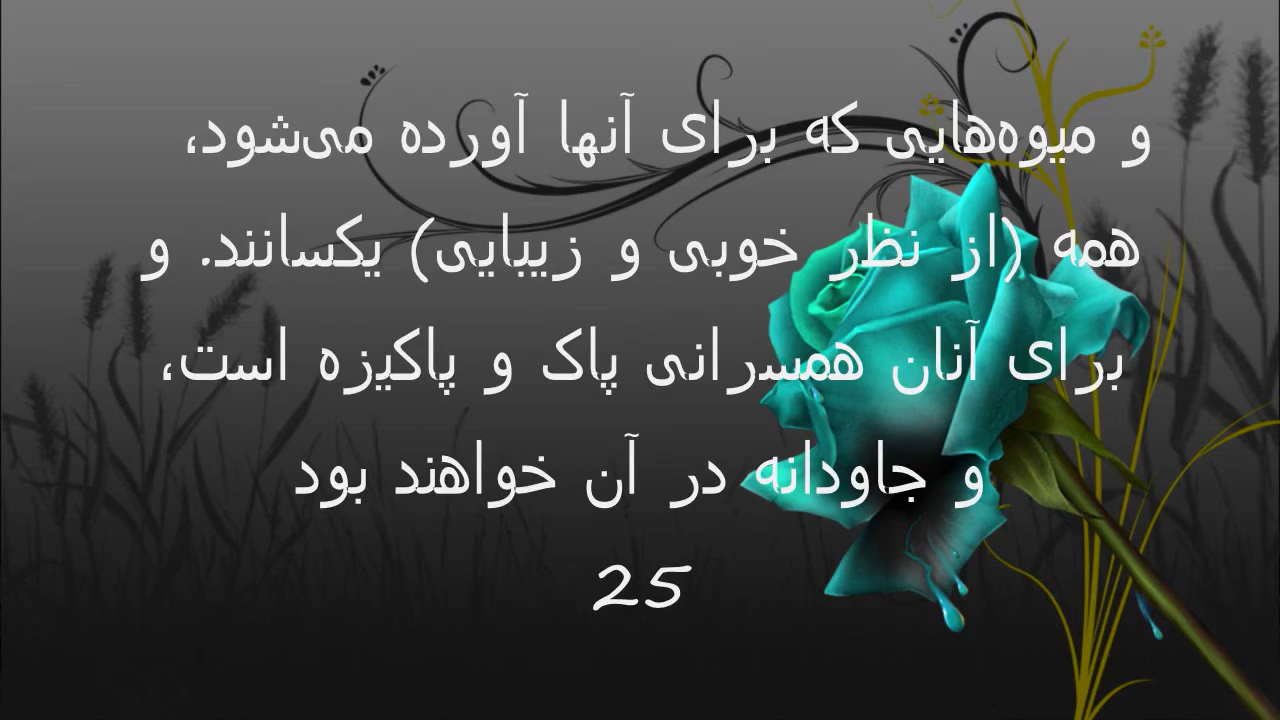 و میوه‌هایی که برای آنها آورده می‌شود،
همه (از نظر خوبی و زیبایی) یکسانند. و
برای آنان همسرانی پاک و پاکیزه است،
و جاودانه در آن خواهند بود
25